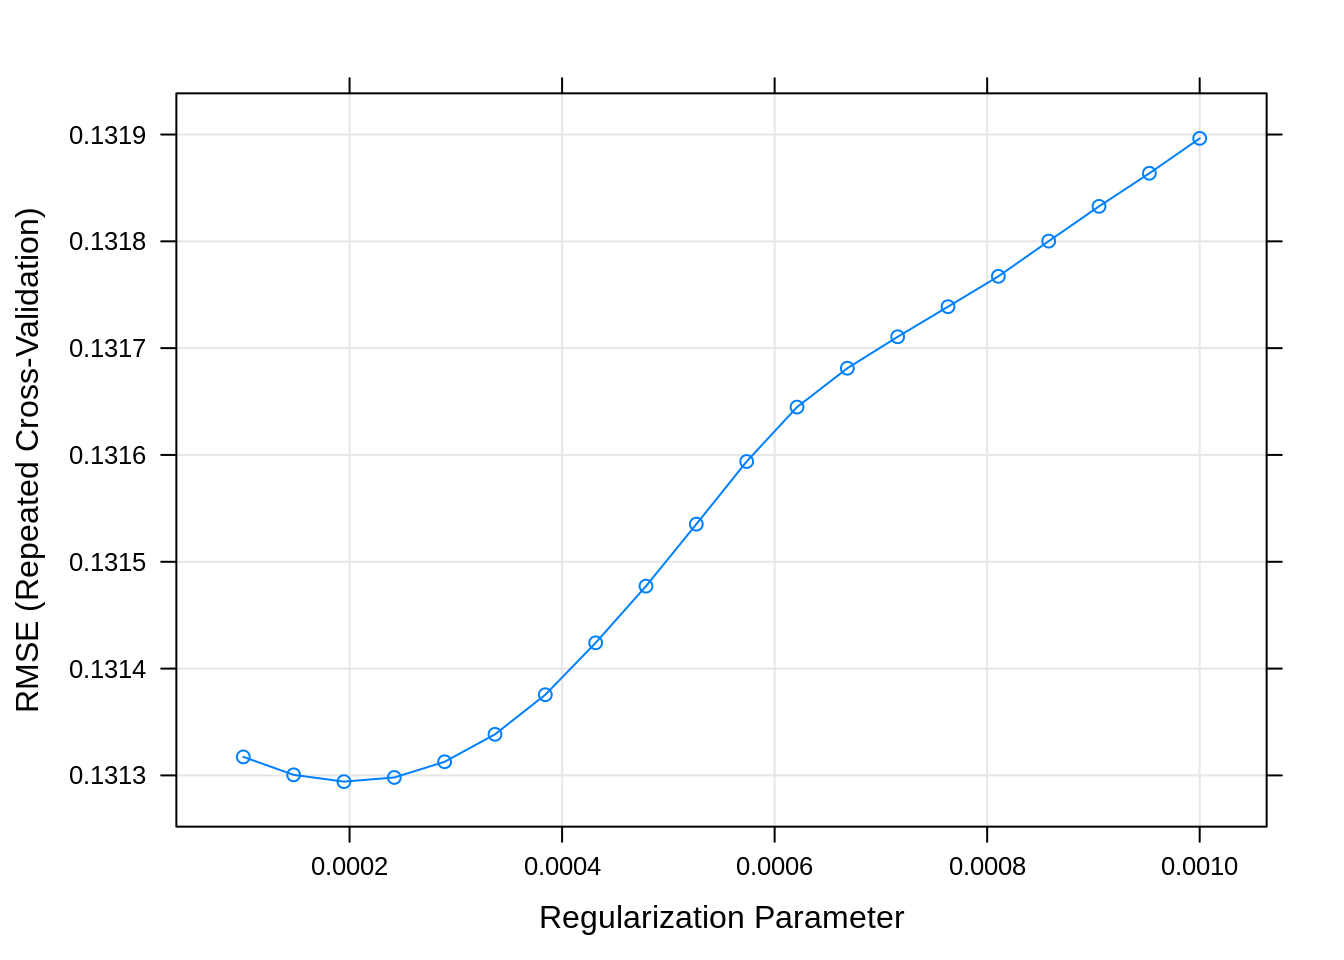 RMSE (Repeated Cross-Validation)
0.1319
0.1318
0.1317
0.1316
0.1315
0.1314
0.1313
0.0002 0.0004 0.0006 0.0008 0.0010
Regularization Parameter